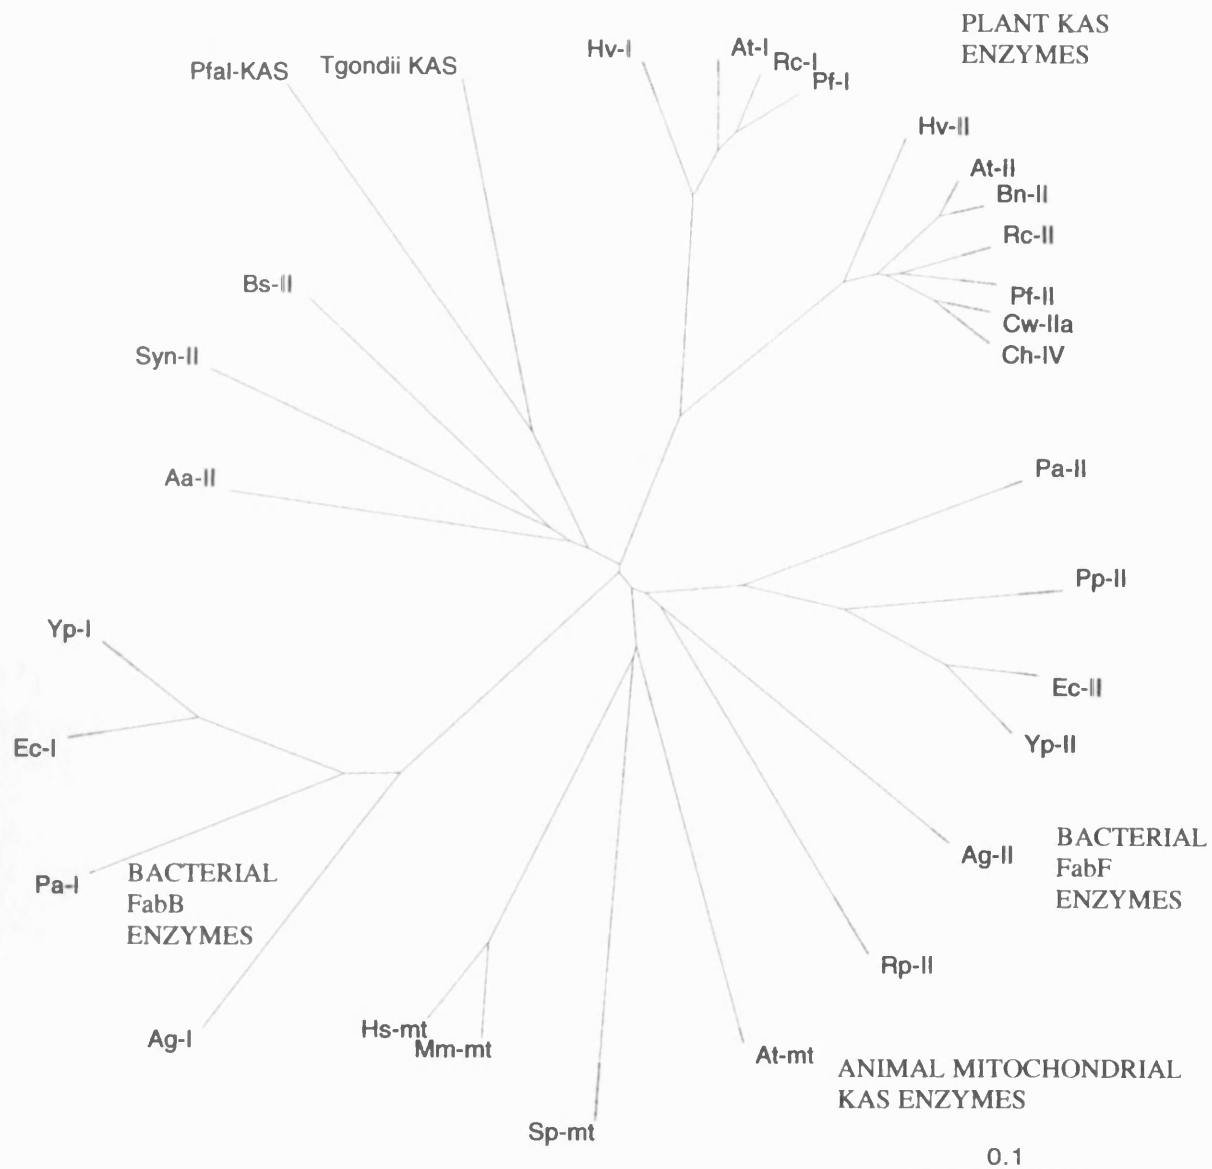 PLANT KAS
ENZYMES
Hv-I
At-I
Rc-I
Pf-I
Pfal-KAS
Tgondii KAS
Hv-II
At-II
Bn-II
Rc-II
Pf-II
Cw-IIa
Ch-IV
Bs-II
Syn-II
Aa-II
Pa-II
Pp-II
Ec-II
Yp-II
Yp-I
Ec-I
Pa-I
BACTERIAL
FabB
ENZYMES
Ag-II
BACTERIAL
FabF
ENZYMES
Rp-II
Ag-I
Hs-mt
Mm-mt
At-mt
ANIMAL MITOCHONDRIAL
KAS ENZYMES
Sp-mt
0.1